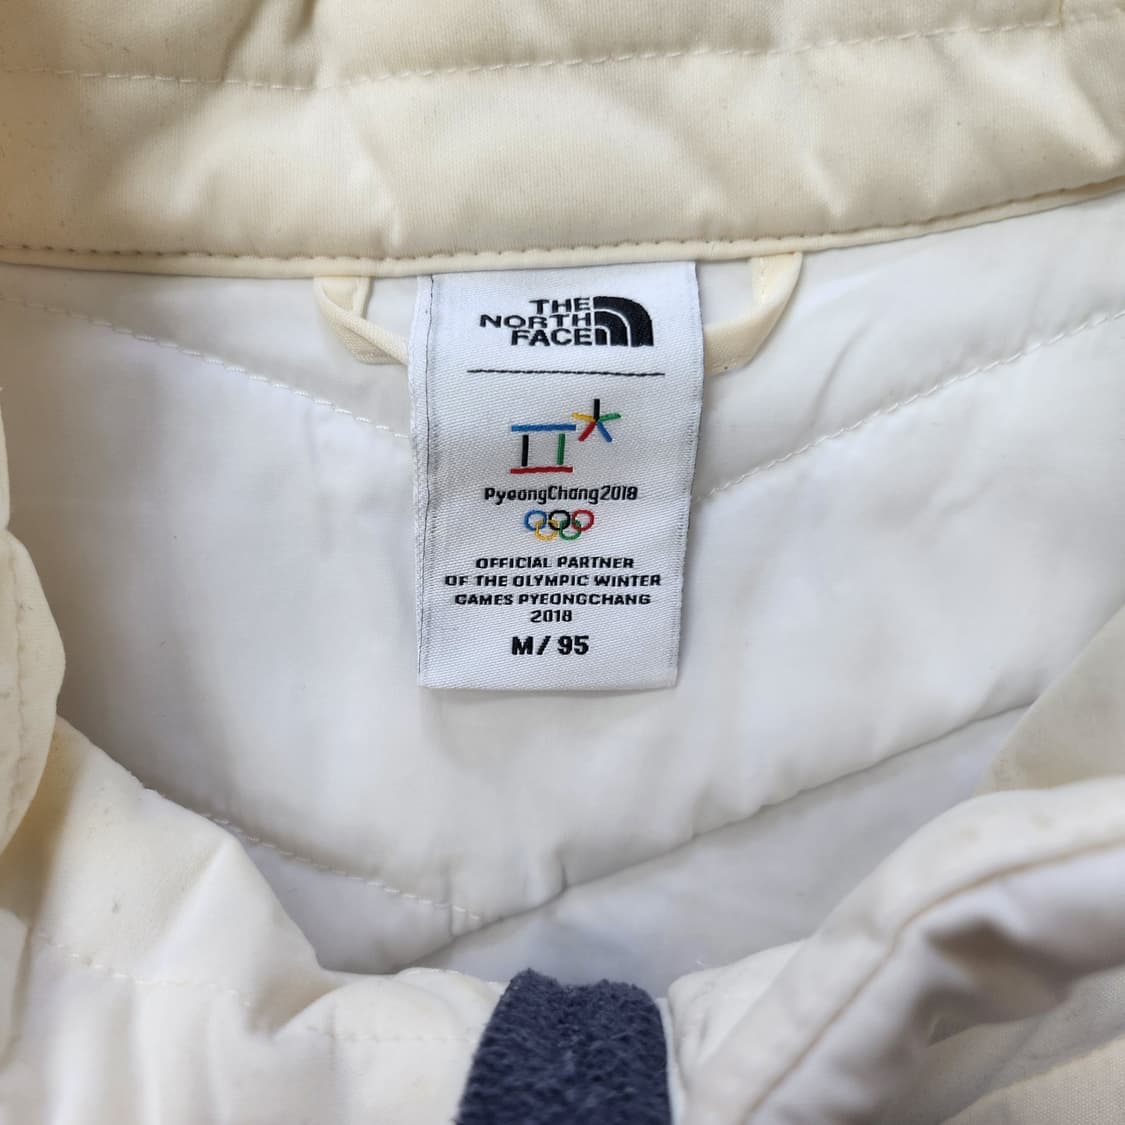 THE
NORTH
FACE
PyeongChang2018
OFFICIAL PARTNER
OF THE OLYMPIC WINTER
GAMES PYEONGCHANG
2018
M/ 95